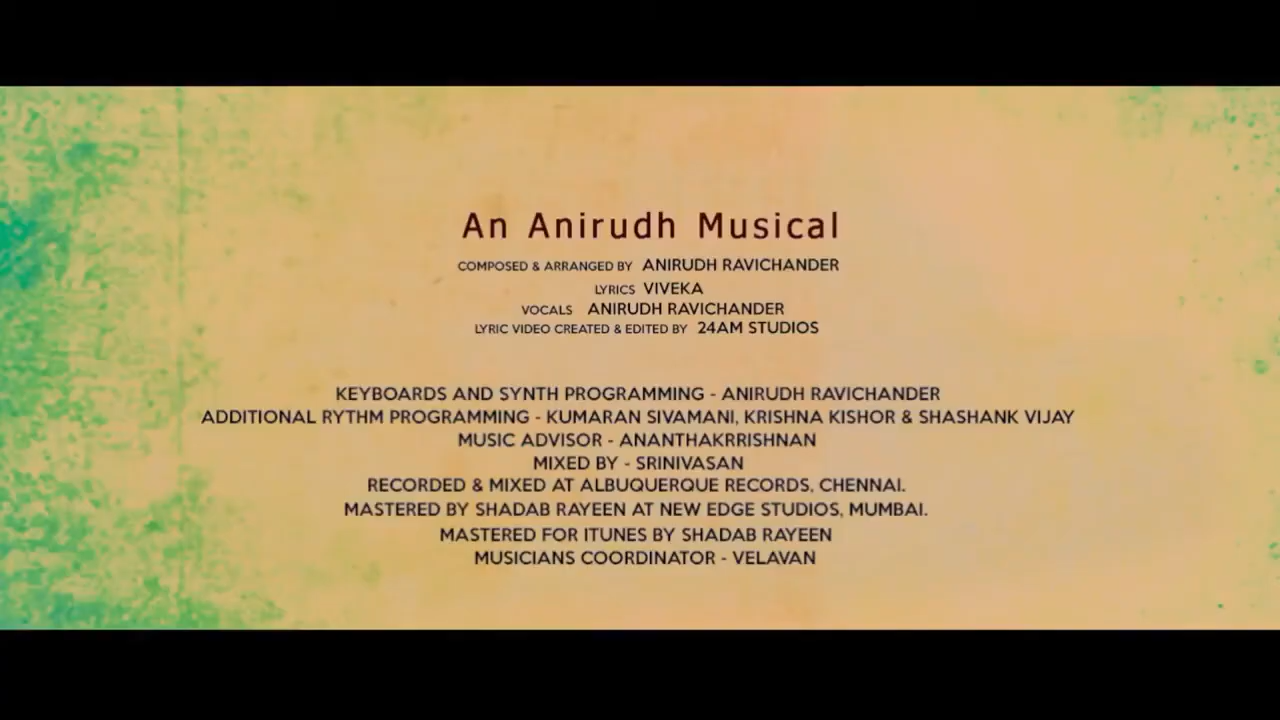 An Anirudh Musical
COMPOSED & ARRANGED BY ANIRUDH RAVICHANDER
LYRICS VIVEKA
VOCALS ANIRUDH RAVICHANDER
LYRIC VIDEO CREATED & EDITED BY 24AM STUDIOS
KEYBOARDS AND SYNTH PROGRAMMING - ANIRUDH RAVICHANDER
ADDITIONAL RYTHM PROGRAMMING - KUMARAN SIVAMANI, KRISHNA KISHOR & SHASHANK VIJAY
MUSIC ADVISOR - ANANTHAKRRISHNAN
MIXED BY - SRINIVASAN
RECORDED & MIXED AT ALBUQUERQUE RECORDS, CHENNAI.
MASTERED BY SHADAB RAYEEN AT NEW EDGE STUDIOS, MUMBAI.
MASTERED FOR ITUNES BY SHADAB RAYEEN
MUSICIANS COORDINATOR - VELAVAN